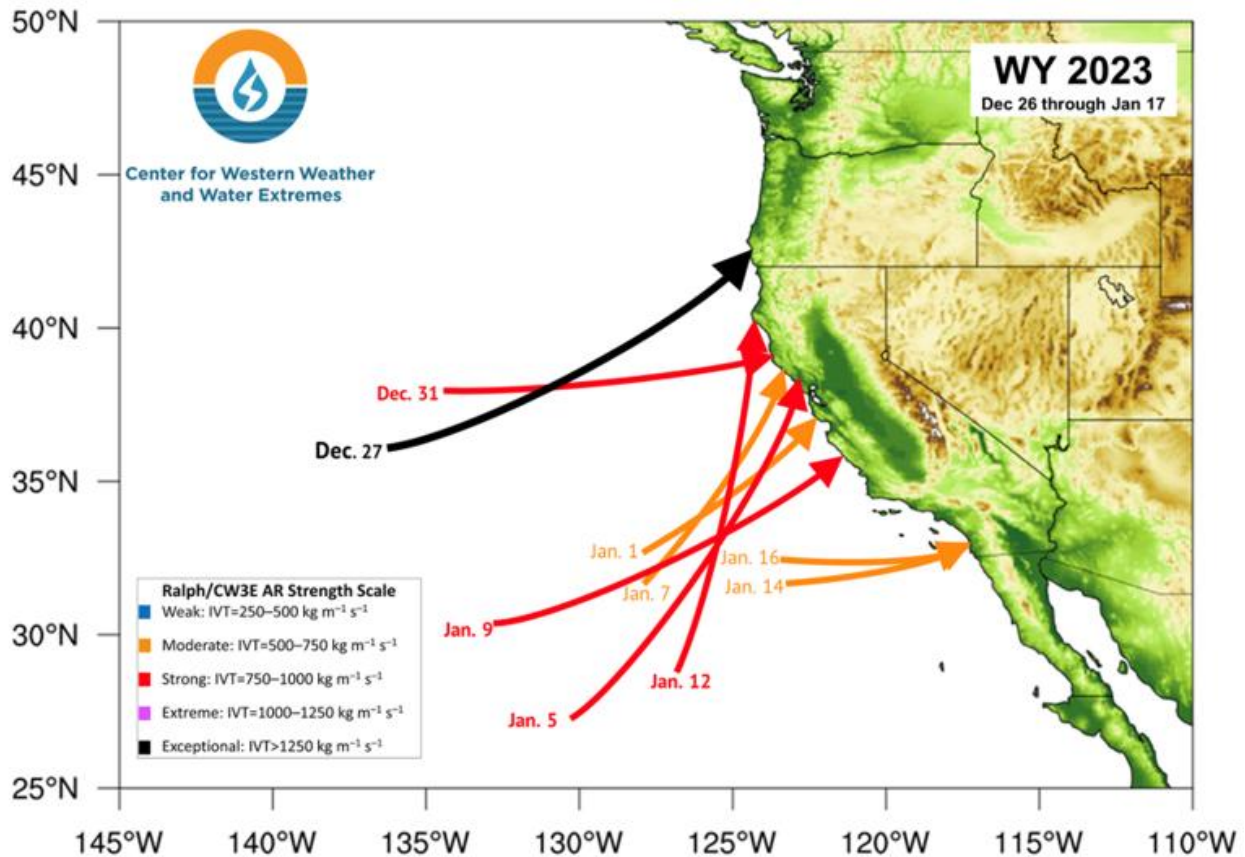 50°N
45°N
40°N
35°N
30°N
25°N
Center for Western Weather
and Water Extremes
WY 2023
Dec 26 through Jan 17
Dec. 31
Dec. 27
Jan. 1
Jan. 7
Jan. 16
Jan. 14
Jan. 9
Jan. 12
Jan. 5
Ralph/CW3E AR Strength Scale
Weak: IVT=250–500 kg m⁻¹ s⁻¹
Moderate: IVT=500–750 kg m⁻¹ s⁻¹
Strong: IVT=750–1000 kg m⁻¹ s⁻¹
Extreme: IVT=1000–1250 kg m⁻¹ s⁻¹
Exceptional: IVT>1250 kg m⁻¹ s⁻¹
145°W 140°W 135°W 130°W 125°W 120°W 115°W 110°W